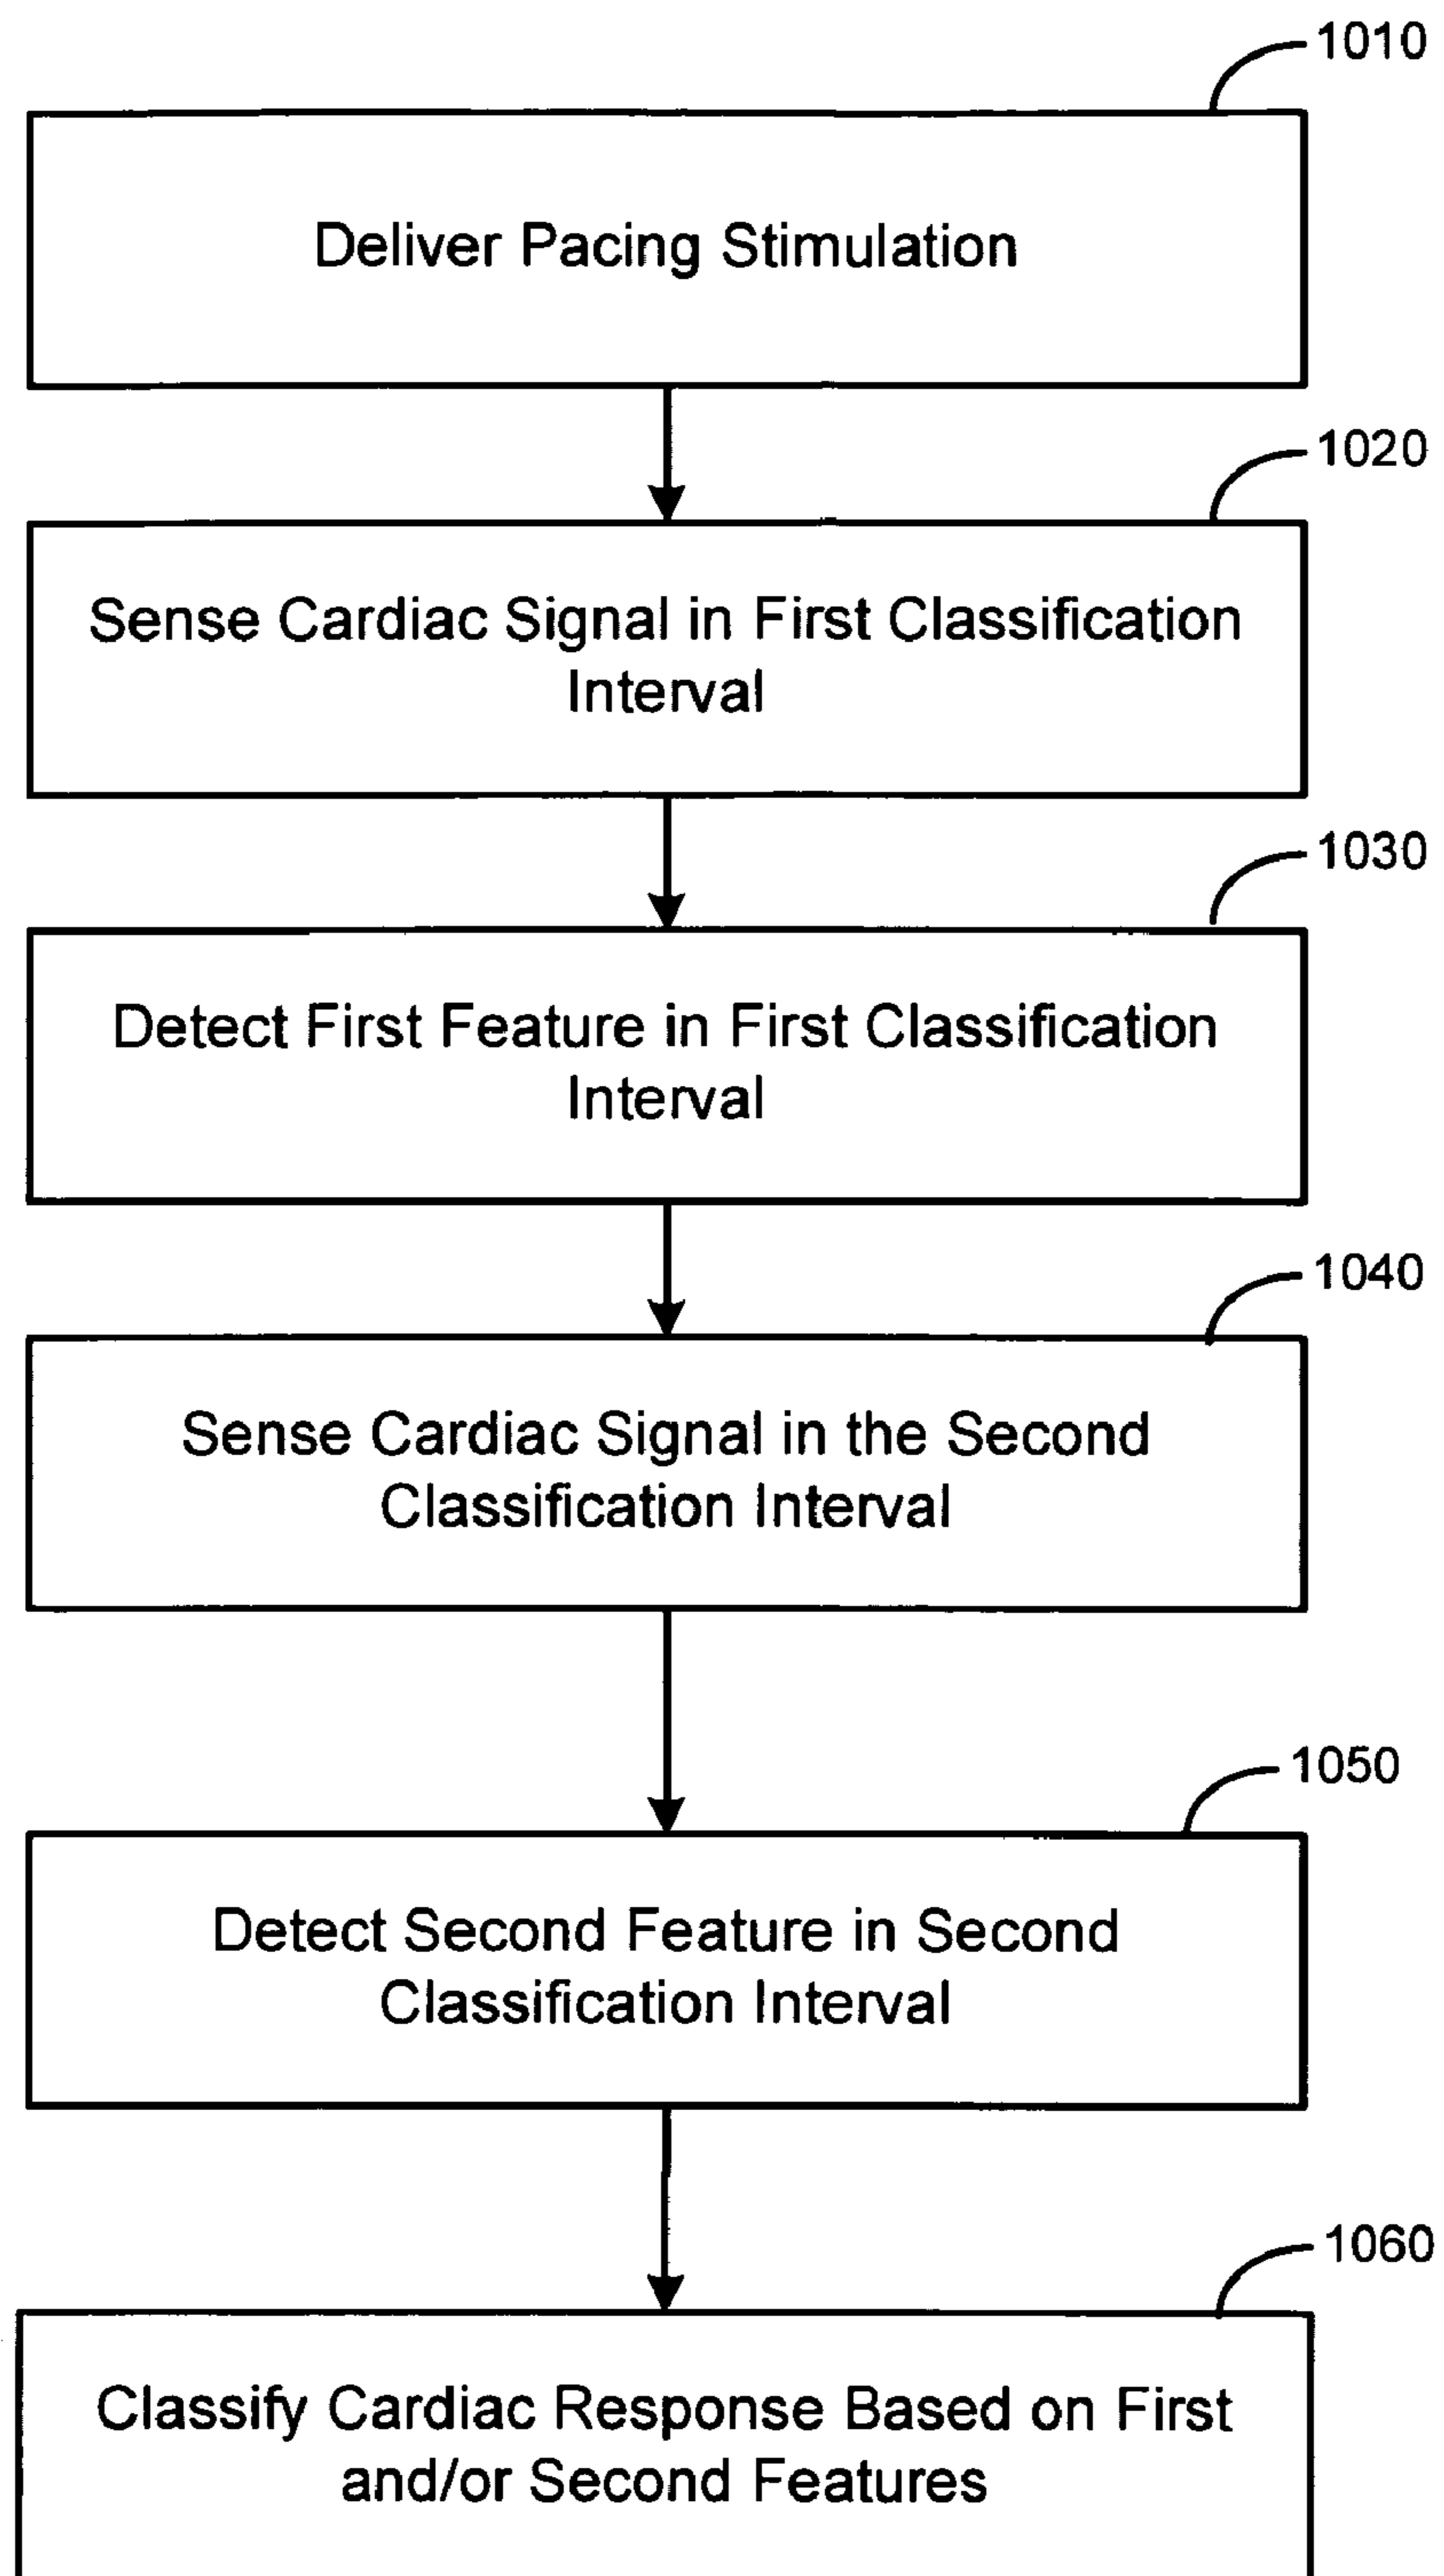 1010
Deliver Pacing Stimulation
1020
Sense Cardiac Signal in First Classification
Interval
1030
Detect First Feature in First Classification
Interval
1040
Sense Cardiac Signal in the Second
Classification Interval
1050
Detect Second Feature in Second
Classification Interval
1060
Classify Cardiac Response Based on First
and/or Second Features